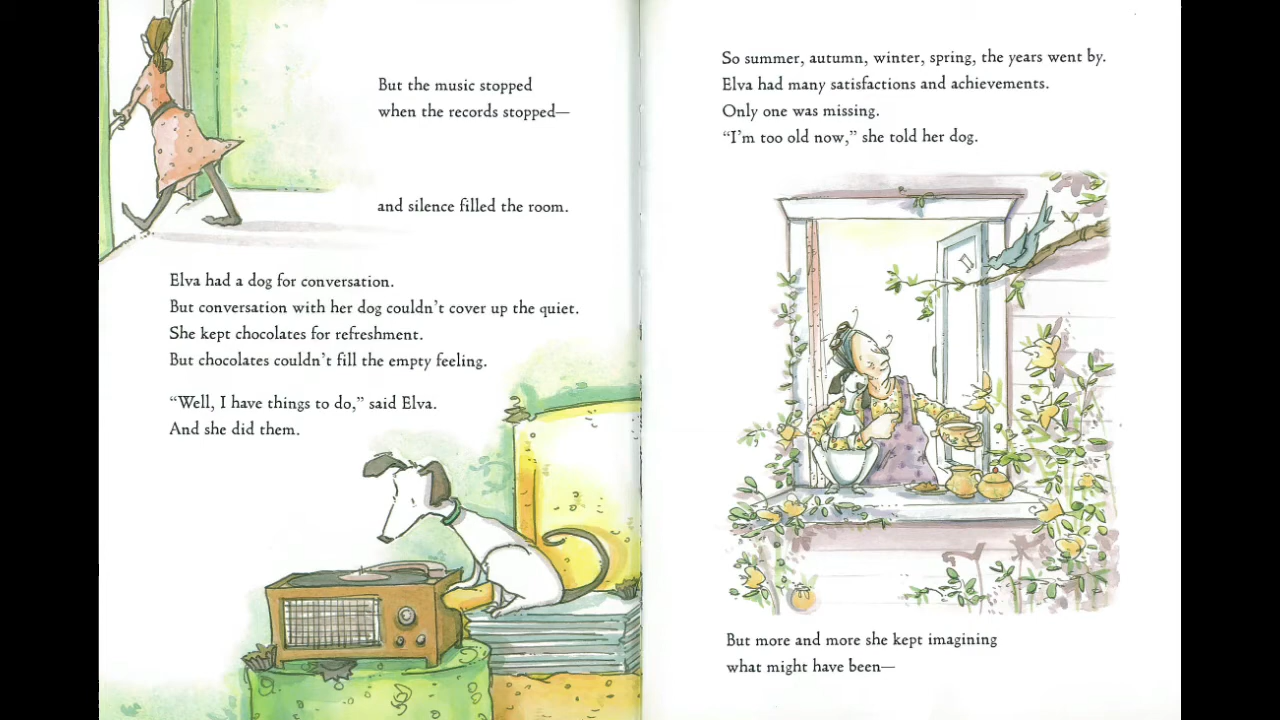 But the music stopped
when the records stopped—
and silence filled the room.
Elva had a dog for conversation.
But conversation with her dog couldn't cover up the quiet.
She kept chocolates for refreshment.
But chocolates couldn't fill the empty feeling.
“Well, I have things to do,” said Elva.
And she did them.
So summer, autumn, winter, spring, the years went by.
Elva had many satisfactions and achievements.
Only one was missing.
“I'm too old now,” she told her dog.
But more and more she kept imagining
what might have been—